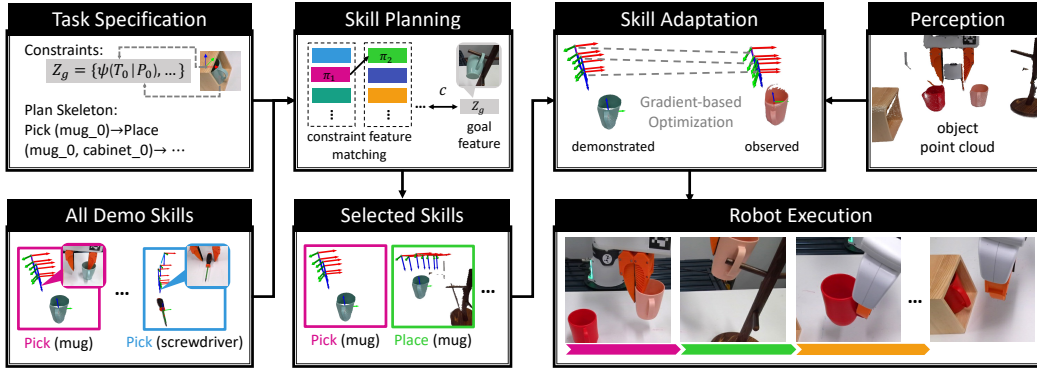 Task Specification
Constraints:
Z_g = {ψ(T_0 | P_0), … }
Plan Skeleton:
Pick (mug_0)→Place
(mug_0, cabinet_0)→ ⋯
Skill Planning
π_1
π_2
...
c
Z_g
constraint feature
matching
goal
feature
Skill Adaptation
Gradient-based
Optimization
demonstrated
observed
Perception
object
point cloud
All Demo Skills
...
Pick (mug)
Pick (screwdriver)
Selected Skills
...
Pick (mug)
Place (mug)
Robot Execution
...